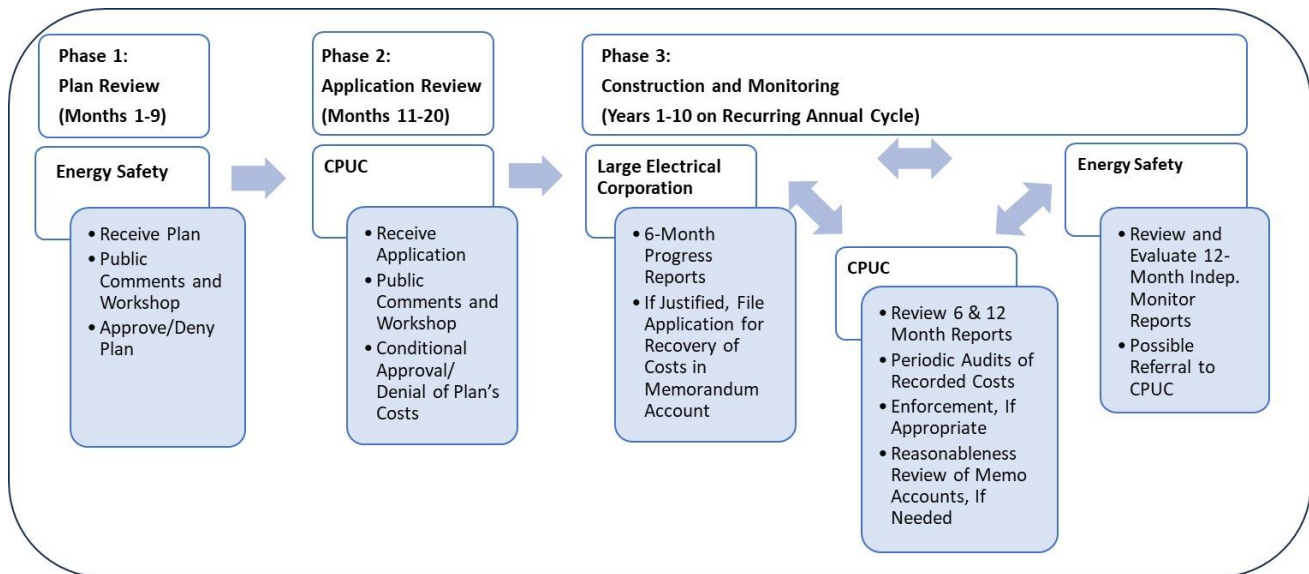 Phase 1:
Plan Review
(Months 1-9)
Energy Safety
• Receive Plan
• Public
Comments and
Workshop
• Approve/Deny
Plan
Phase 2:
Application Review
(Months 11-20)
CPUC
• Receive
Application
• Public
Comments and
Workshop
• Conditional
Approval/
Denial of Plan's
Costs
Phase 3:
Construction and Monitoring
(Years 1-10 on Recurring Annual Cycle)
Large Electrical
Corporation
• 6-Month
Progress
Reports
• If Justified, File
Application for
Recovery of
Costs in
Memorandum
Account
CPUC
• Review 6 & 12
Month Reports
• Periodic Audits of
Recorded Costs
• Enforcement, If
Appropriate
• Reasonableness
Review of Memo
Accounts, If
Needed
Energy Safety
• Review and
Evaluate 12-
Month Indep.
Monitor
Reports
• Possible
Referral to
CPUC